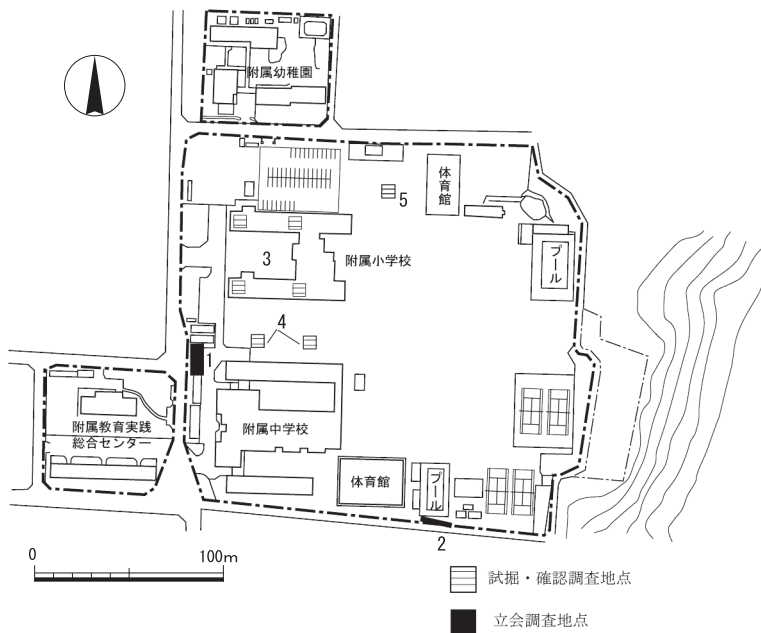 附属幼稚園
体育館
5
プール
3
附属小学校
4
1
附属教育実践
総合センター
附属中学校
体育館
プール
2
0
100m
試掘・確認調査地点
立会調査地点